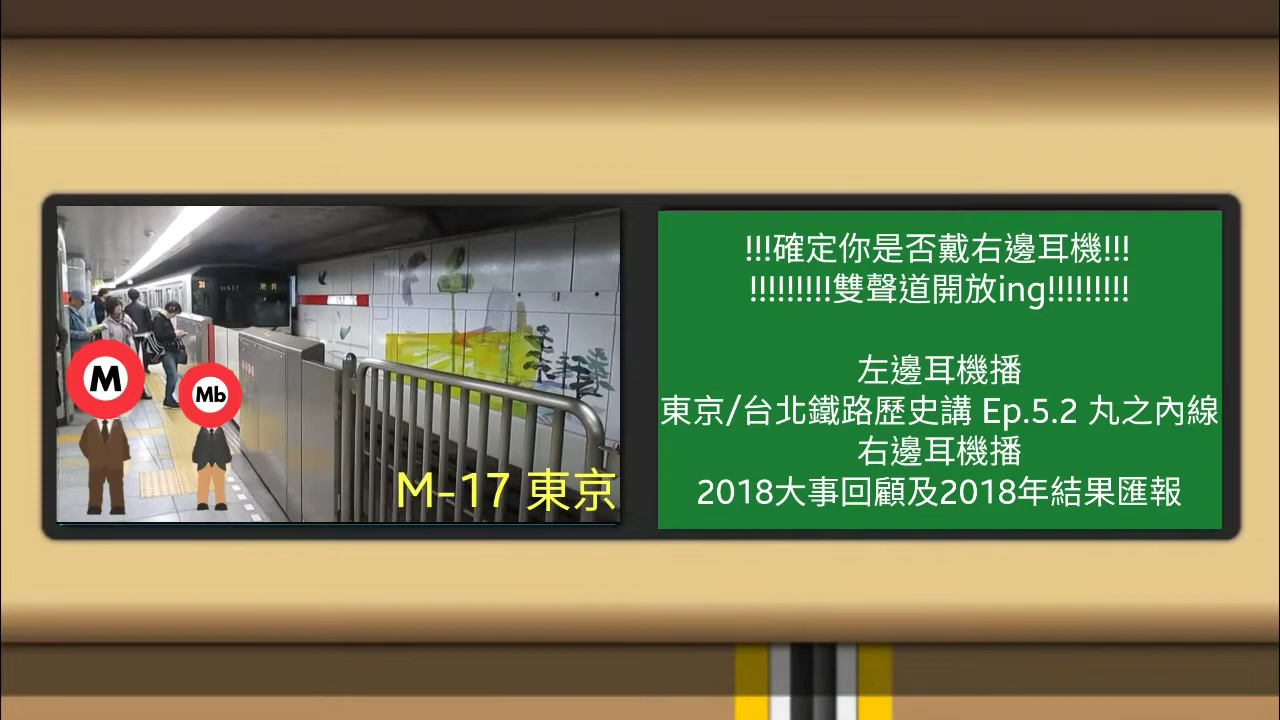 M
Mb
M-17 東京
!!!確定你是否戴右邊耳機!!!
!!!!!!!!!雙聲道開放ing!!!!!!!!!
左邊耳機播
東京/台北鐵路歷史講 Ep.5.2 丸之內線
右邊耳機播
2018大事回顧及2018年結果匯報